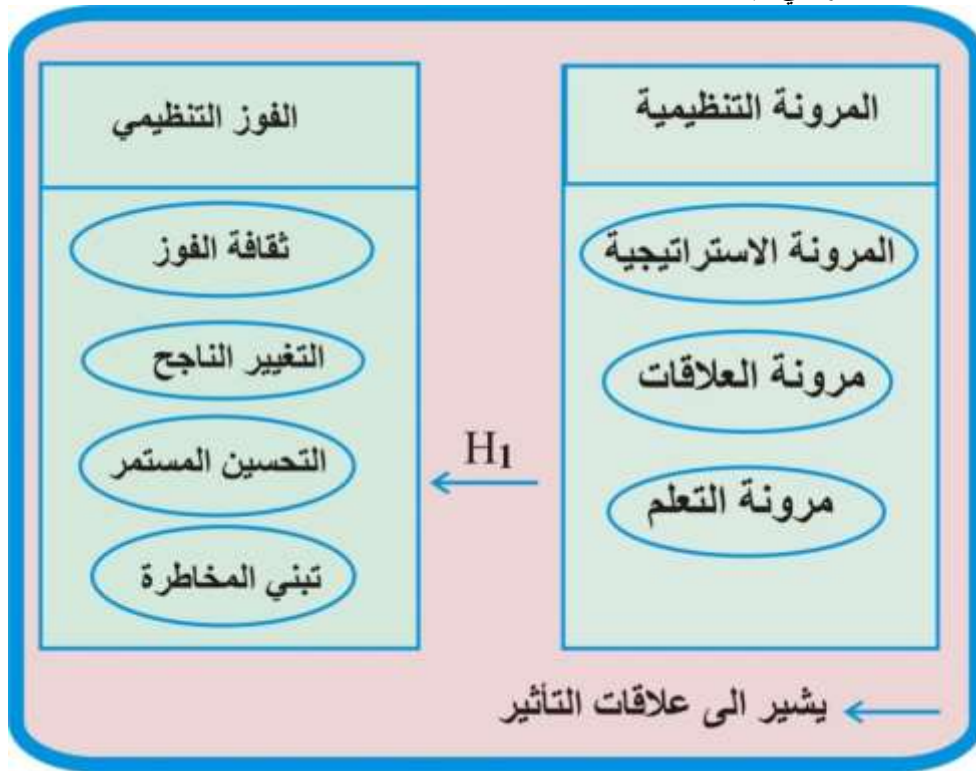 المرونة التنظيمية
المرونة الاستراتيجية
مرونة العلاقات
مرونة التعلم
H1
الفوز التنظيمي
ثقافة الفوز
التغيير الناجح
التحسين المستمر
تبني المخاطرة
يشير الى علاقات التأثير